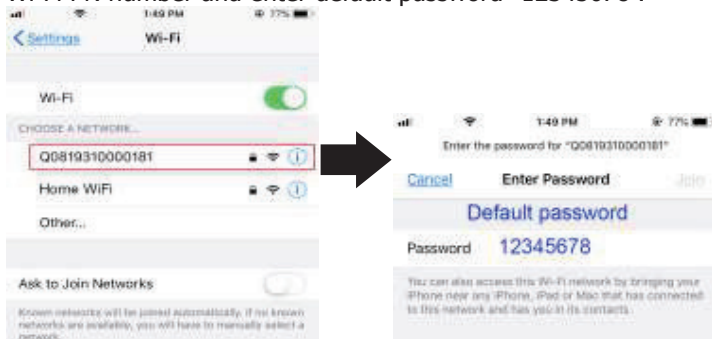 Wi-Fi PN number and enter default password "12345678".
1:49 PM
77%
Settings
Wi-Fi
Wi-Fi
CHOOSE A NETWORK...
Q0819310000181
Home WiFi
Other...
Ask to Join Networks
Known networks will be joined automatically. If no known
networks are available, you will have to manually select a
network.
1:49 PM
77%
Enter the password for "Q0819310000181"
Cancel
Enter Password
Join
Default password
Password
12345678
You can also access this Wi-Fi network by bringing your
iPhone near any iPhone, iPad or Mac that has connected
to this network and has you in its contacts.